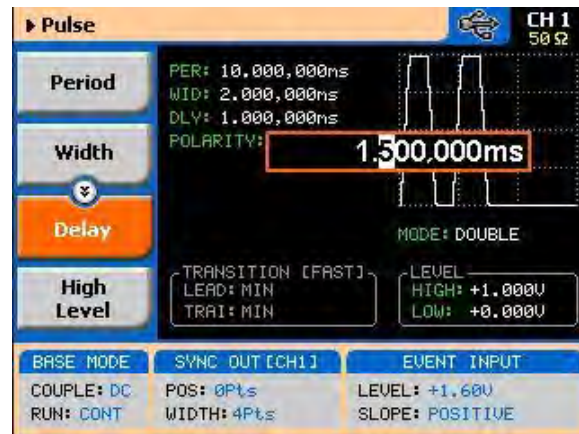 Pulse
CH 1
50 Ω
Period
Width
Delay
High
Level
PER: 10.000,000ms
WID: 2.000,000ms
DLY: 1.000,000ms
POLARITY:
1.500,000ms
MODE: DOUBLE
TRANSITION [FAST]
LEAD: MIN
TRAI: MIN
LEVEL
HIGH: +1.000V
LOW: +0.000V
BASE MODE
COUPLE: DC
RUN: CONT
SYNC OUT [CH1]
POS: 0Pts
WIDTH: 4Pts
EVENT INPUT
LEVEL: +1.60V
SLOPE: POSITIVE